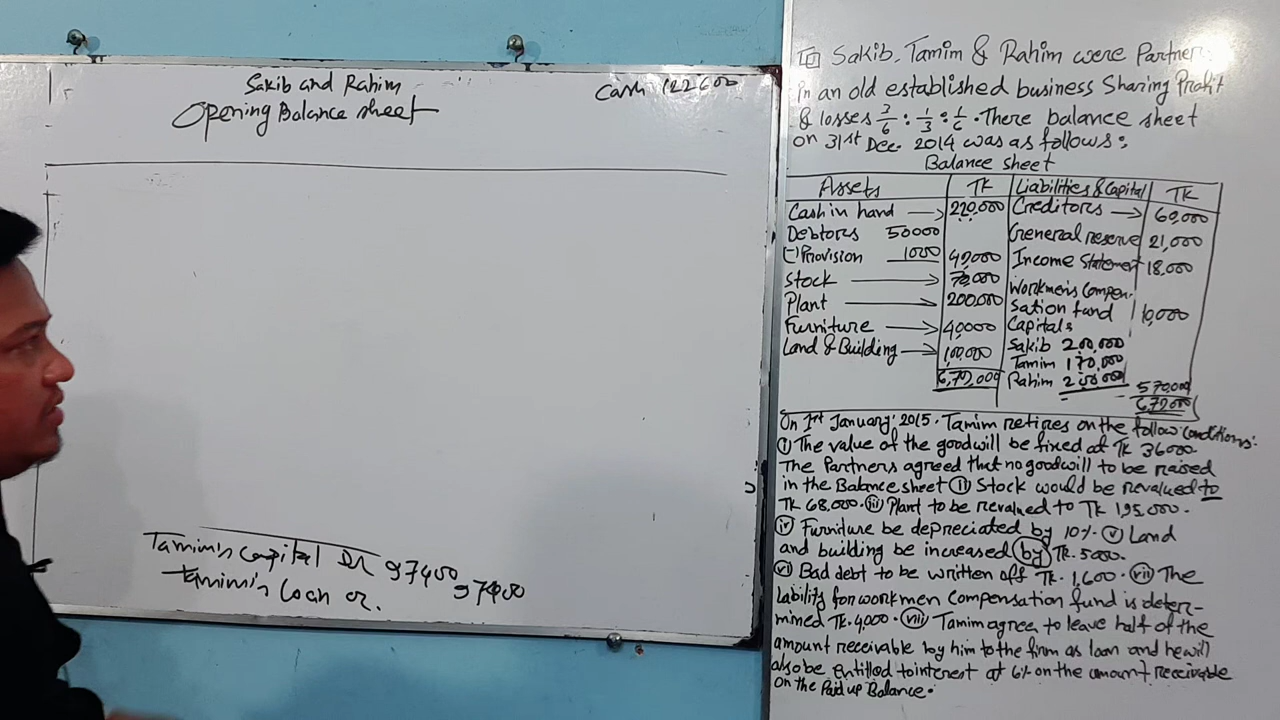 Sakib and Rahim
Opening Balance sheet
Cash 122600
Tamim's capital Dr 97400
Tamim's Loan cr. 97400
Sakib, Tamim & Rahim were Partner
in an old established business Sharing Profit
& losses 3/6 : 1/3 : 1/6 . There balance sheet
on 31st Dec. 2014 was as follows:
Balance sheet
Assets TK Liabilities & Capital TK
Cash in hand 220,000 Creditors 60,000
Debtors 50000 General reserve 21,000
(-) Provision 1000 49,000 Income Statement 18,000
Stock 70,000 Workmen's Compen-
Plant 200,000 sation fund 10,000
Furniture 40000 Capitals
Land & Building 100,000 Sakib 200,000
Tamim 170,000
6,79,000 Rahim 200,000 570,000
6,79,000
On 1st January, 2015. Tamim retires on the follow conditions:
(i) The value of the goodwill be fixed at TK 36000.
The Partners agreed that no goodwill to be raised
in the Balance sheet (ii) Stock would be revalued to
TK 68,000. (iii) Plant to be revalued to TK 195,000.
(iv) Furniture be depreciated by 10%. (v) Land
and building be increased by TK. 5000.
(vi) Bad debt to be written off TK. 1,600. (vii) The
liability for workmen Compensation fund is deter-
mined TK. 4,000. (viii) Tamim agree to leave half of the
amount receivable by him to the firm as loan and he will
also be entitled to interest at 6% on the amount receivable
on the Paid up Balance.